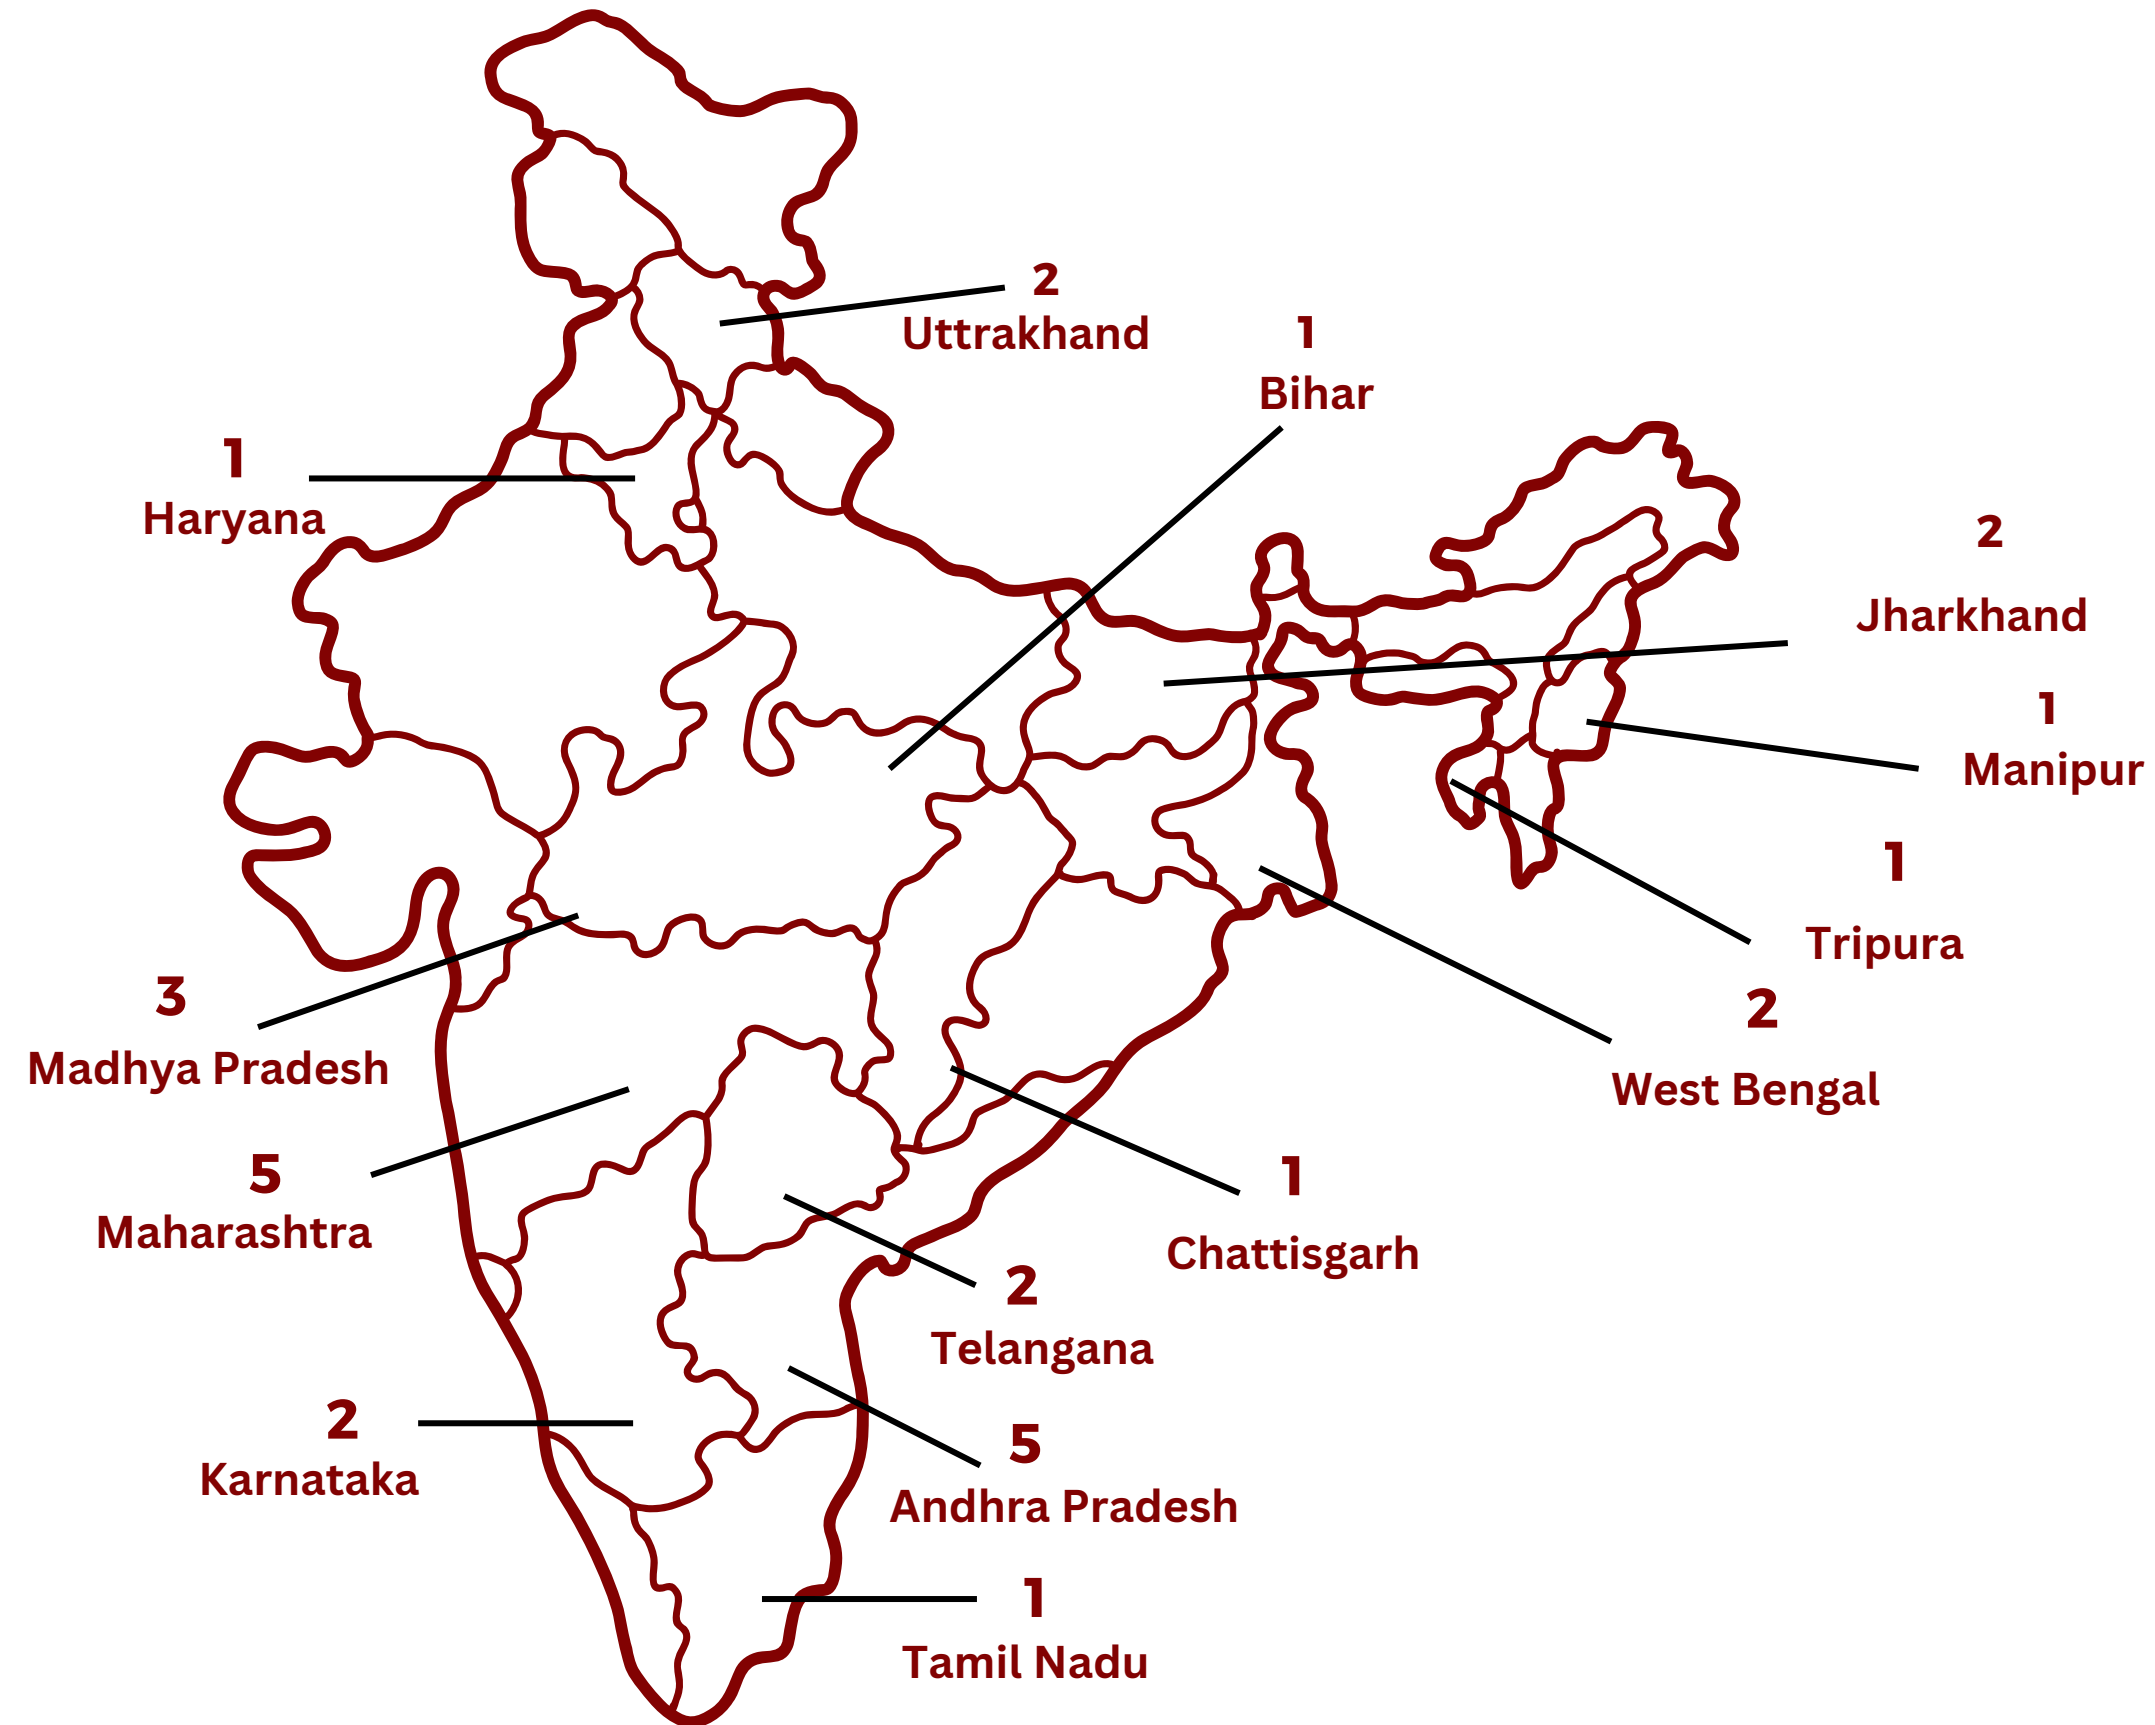 2
Uttrakhand
1
Bihar
1
Haryana
2
Jharkhand
1
Manipur
1
Tripura
3
Madhya Pradesh
2
West Bengal
5
Maharashtra
1
Chattisgarh
2
Telangana
2
Karnataka
5
Andhra Pradesh
1
Tamil Nadu